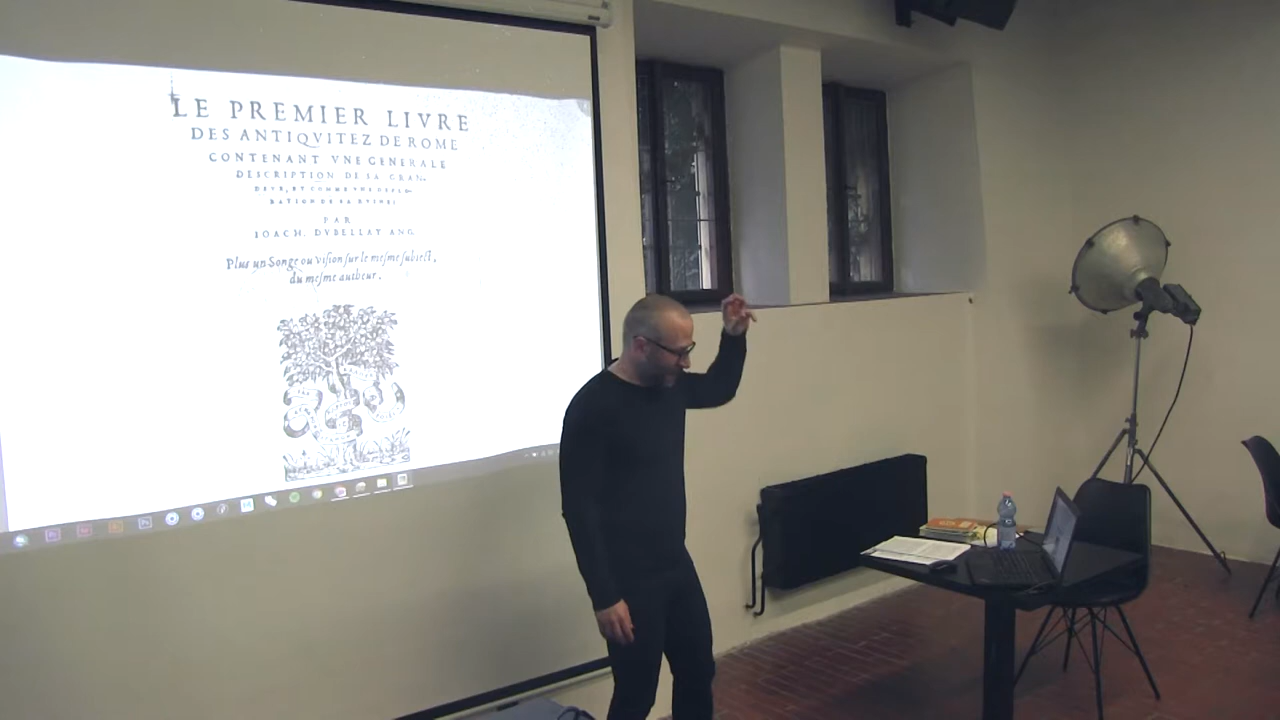 LE PREMIER LIVRE
DES ANTIQVITEZ DE ROME
CONTENANT VNE GENERALE
DESCRIPTION DE SA GRAN-
DEVR, ET COMME VNE DEPLO-
RATION DE SA RVINE:
PAR
IOACH. DVBELLAY ANG.
Plus un Songe ou vision sur le mesme subiect,
du mesme autheur.